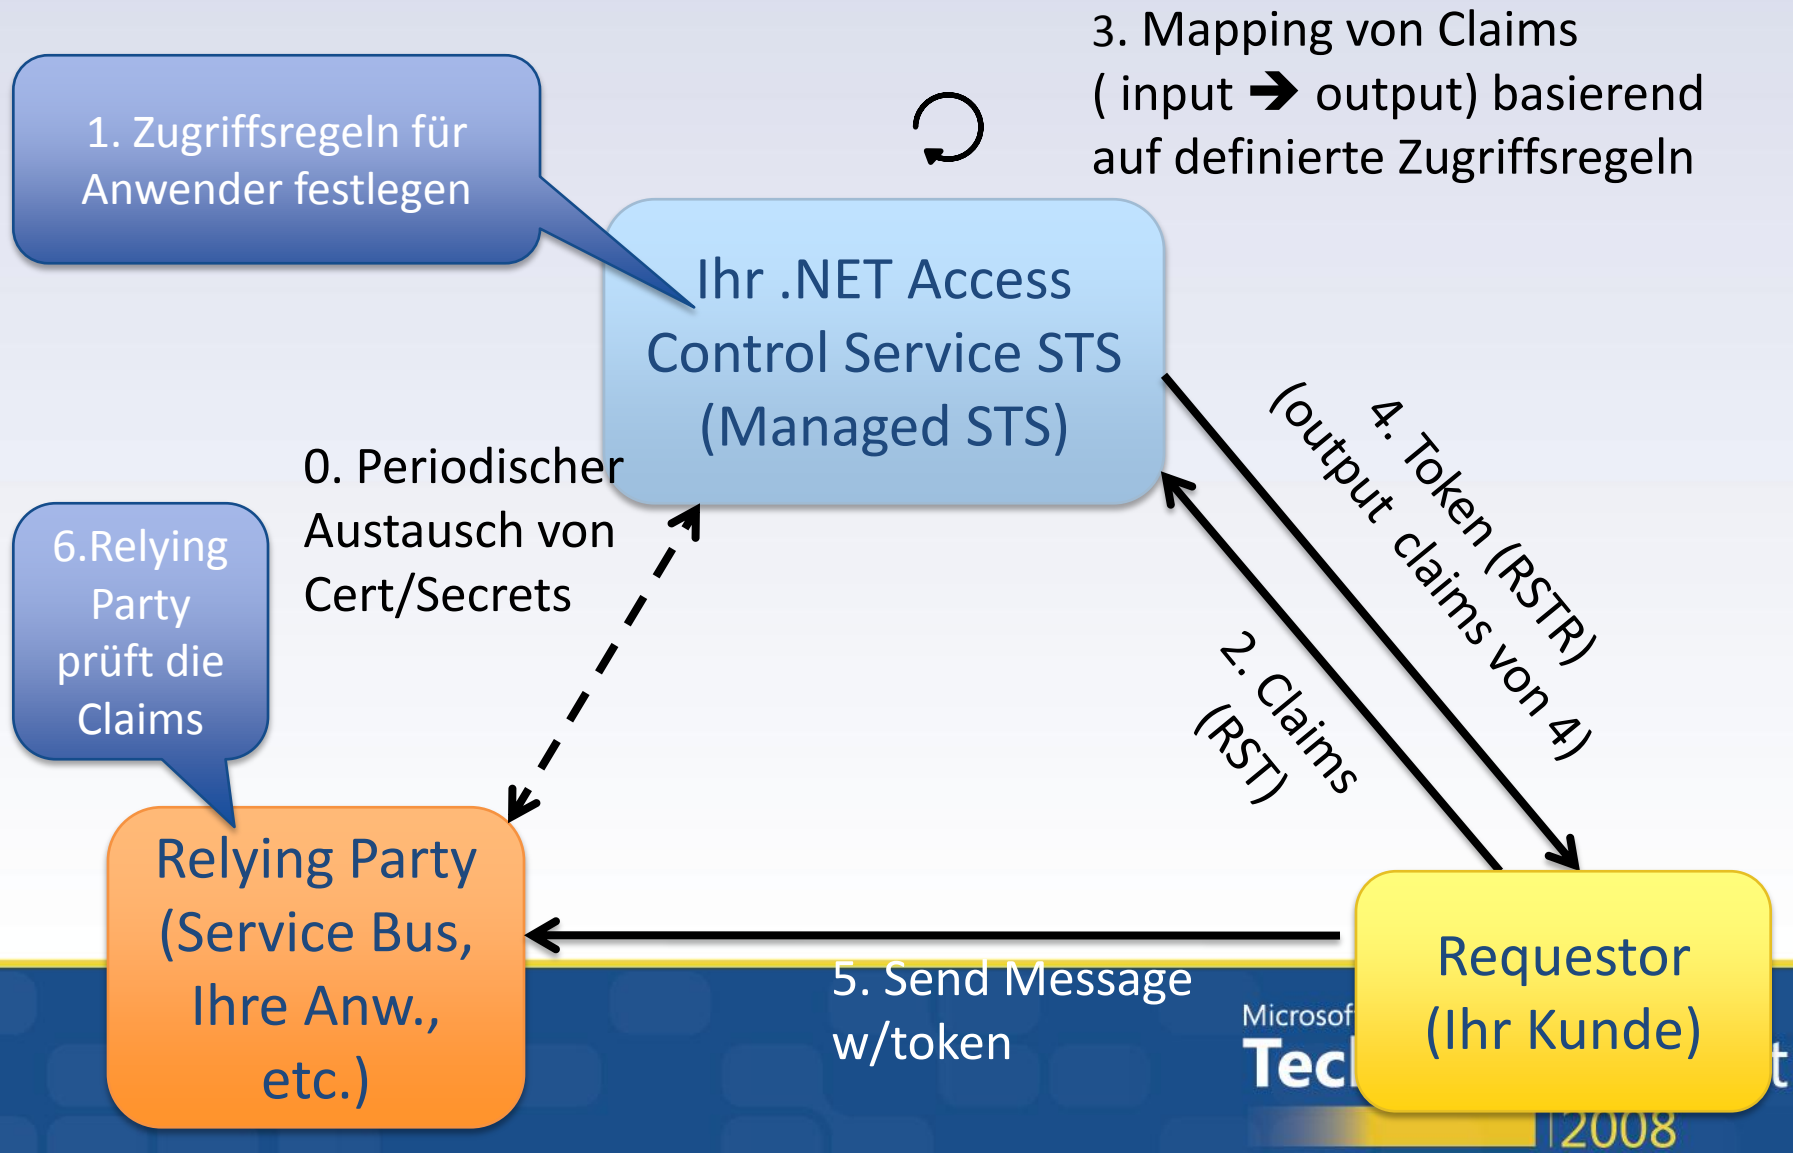 3. Mapping von Claims
( input ➔ output) basierend
auf definierte Zugriffsregeln
1. Zugriffsregeln für
Anwender festlegen
Ihr .NET Access
Control Service STS
(Managed STS)
0. Periodischer
Austausch von
Cert/Secrets
4. Token (RSTR)
(output claims von 4)
2. Claims
(RST)
6.Relying
Party
prüft die
Claims
Relying Party
(Service Bus,
Ihre Anw.,
etc.)
5. Send Message
w/token
Requestor
(Ihr Kunde)
2008